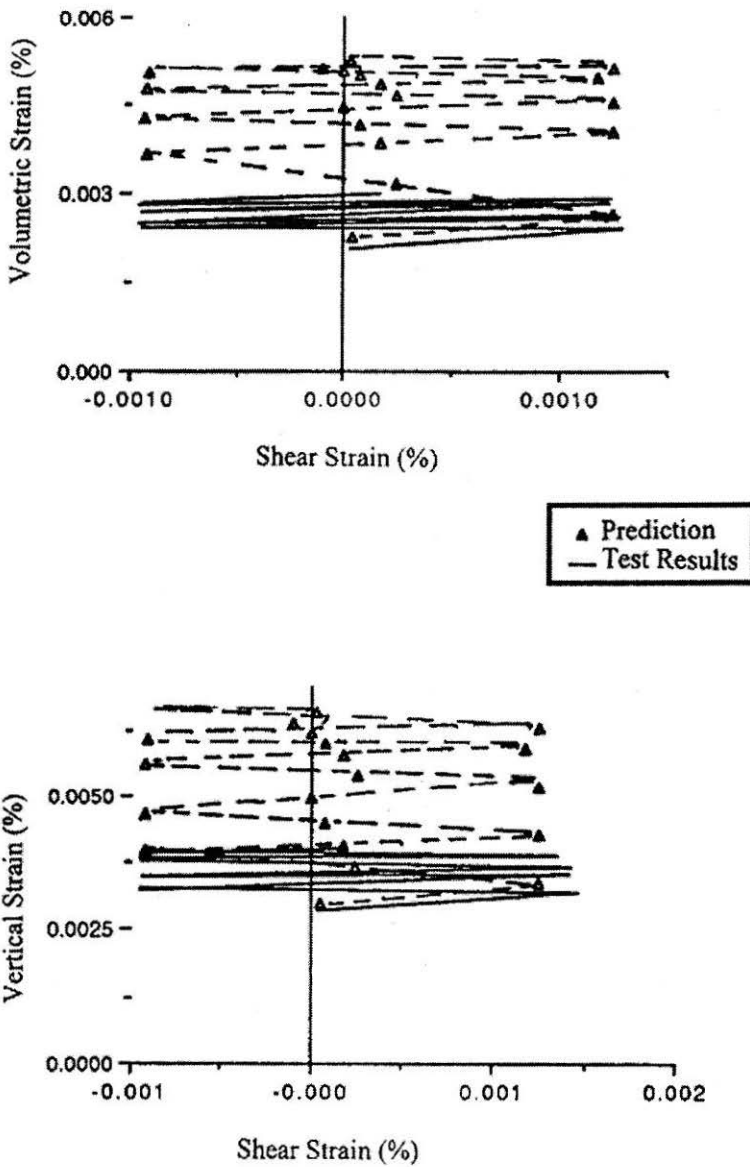 0.006
Volumetric Strain (%)
0.003
0.000
-0.0010
0.0000
0.0010
Shear Strain (%)
Prediction
Test Results
0.0050
Vertical Strain (%)
0.0025
0.0000
-0.001
-0.000
0.001
0.002
Shear Strain (%)